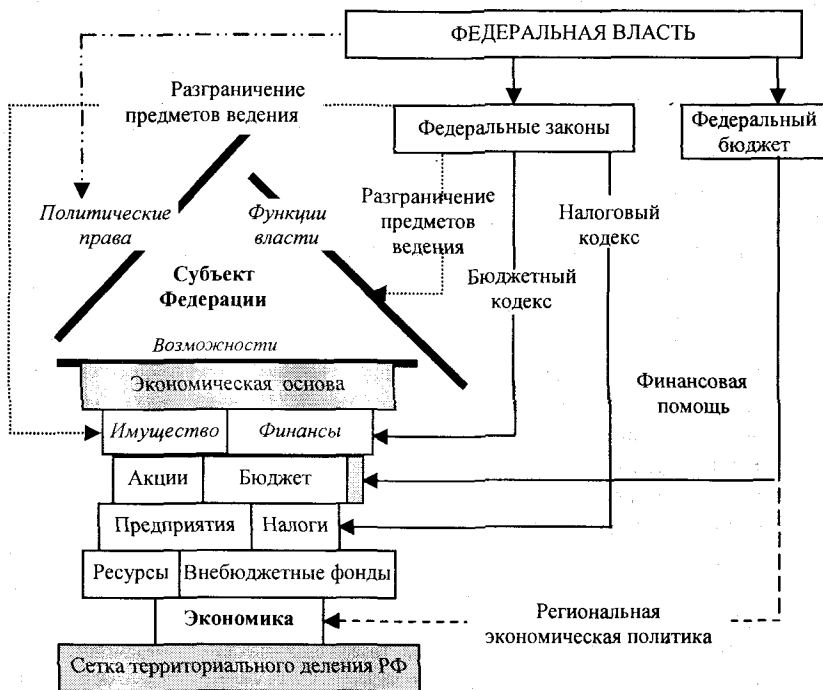 ФЕДЕРАЛЬНАЯ ВЛАСТЬ
Разграничение
предметов ведения
Федеральные законы
Федеральный
бюджет
Политические
права
Функции
власти
Разграничение
предметов
ведения
Налоговый
кодекс
Субъект
Федерации
Бюджетный
кодекс
Возможности
Экономическая основа
Финансовая
помощь
Имущество
Финансы
Акции
Бюджет
Предприятия
Налоги
Ресурсы
Внебюджетные фонды
Экономика
Региональная
экономическая политика
Сетка территориального деления РФ